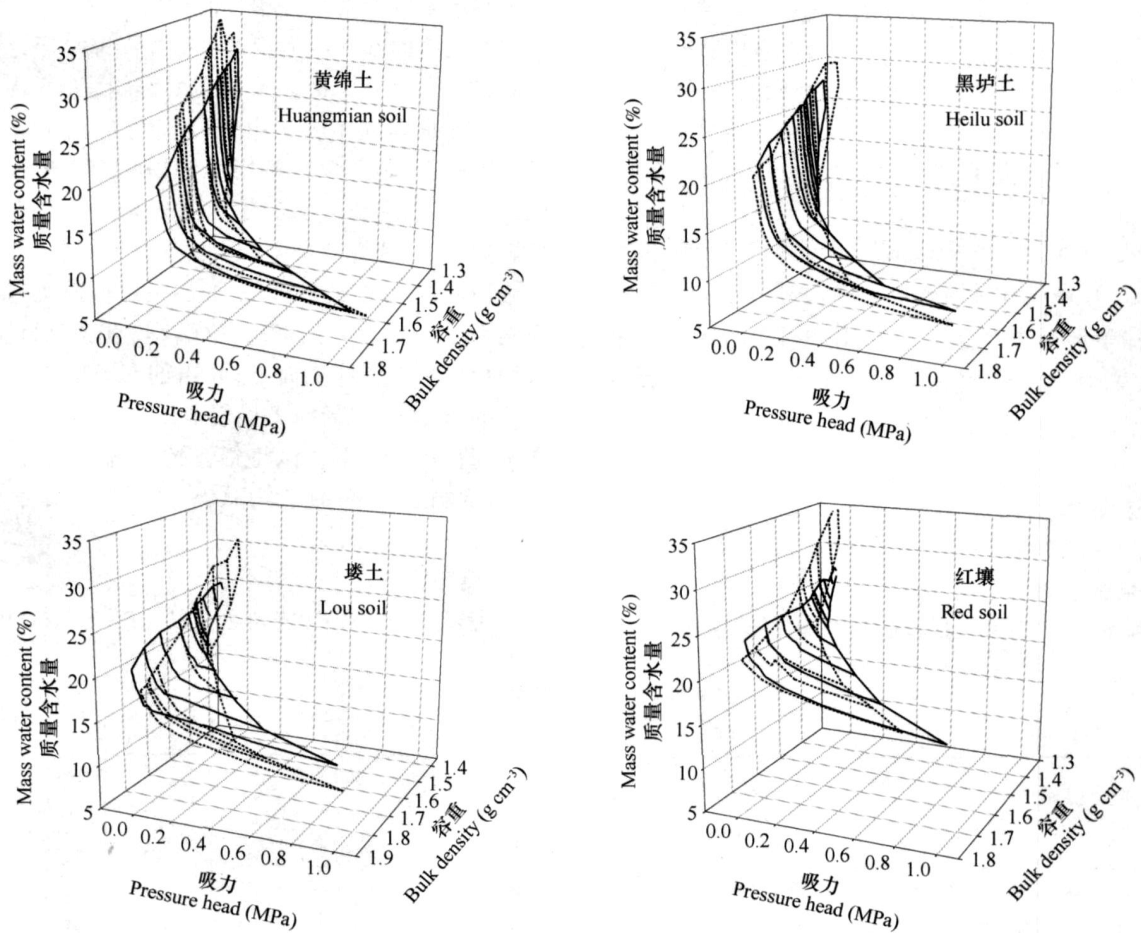 黄绵土
Huangmian soil
35
30
25
20
15
10
5
Mass water content (%)
质量含水量
0.0
0.2
0.4
0.6
0.8
1.0
吸力
Pressure head (MPa)
1.3
1.4
1.5
1.6
1.7
1.8
容重
Bulk density (g cm⁻³)
黑垆土
Heilu soil
35
30
25
20
15
10
5
Mass water content (%)
质量含水量
0.0
0.2
0.4
0.6
0.8
1.0
吸力
Pressure head (MPa)
1.3
1.4
1.5
1.6
1.7
1.8
容重
Bulk density (g cm⁻³)
塿土
Lou soil
35
30
25
20
15
10
5
Mass water content (%)
质量含水量
0.0
0.2
0.4
0.6
0.8
1.0
吸力
Pressure head (MPa)
1.4
1.5
1.6
1.7
1.8
1.9
容重
Bulk density (g cm⁻³)
红壤
Red soil
35
30
25
20
15
10
5
Mass water content (%)
质量含水量
0.0
0.2
0.4
0.6
0.8
1.0
吸力
Pressure head (MPa)
1.3
1.4
1.5
1.6
1.7
1.8
容重
Bulk density (g cm⁻³)